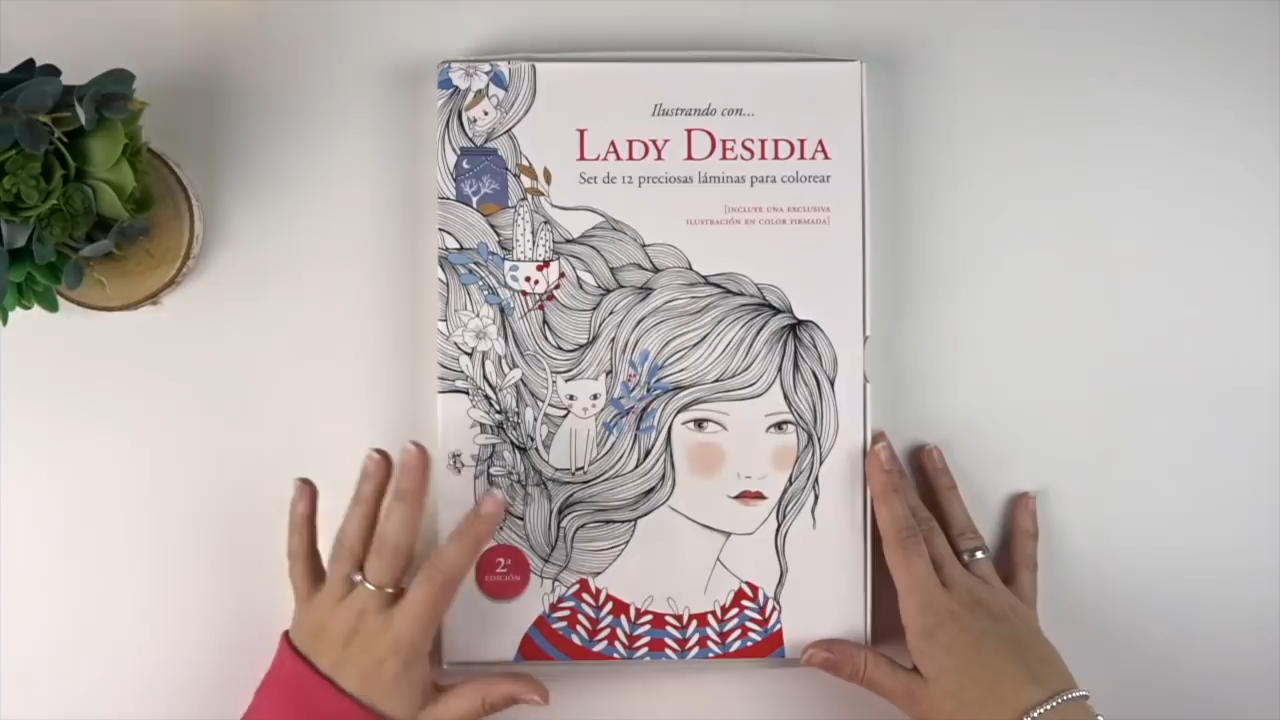 Ilustrando con...
LADY DESIDIA
Set de 12 preciosas láminas para colorear
[INCLUYE UNA EXCLUSIVA
ILUSTRACIÓN EN COLOR FIRMADA]
2ª
EDICIÓN